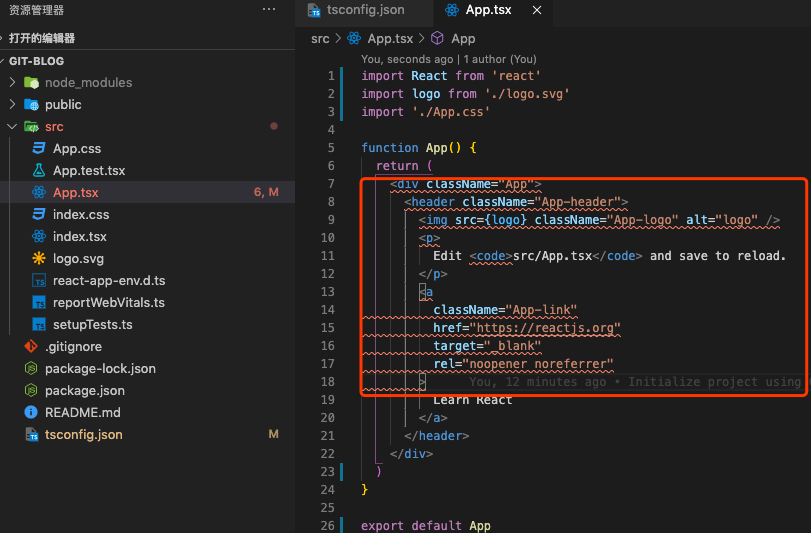 资源管理器
···
打开的编辑器
GIT-BLOG
node_modules
public
src
App.css
App.test.tsx
App.tsx 6, M
index.css
index.tsx
logo.svg
react-app-env.d.ts
reportWebVitals.ts
setupTests.ts
.gitignore
package-lock.json
package.json
README.md
tsconfig.json M
tsconfig.json
App.tsx
src > App.tsx > App
You, seconds ago | 1 author (You)
1 import React from 'react'
2 import logo from './logo.svg'
3 import './App.css'
4
5 function App() {
6 return (
7 <div className="App">
8 <header className="App-header">
9 <img src={logo} className="App-logo" alt="logo" />
10 <p>
11 Edit <code>src/App.tsx</code> and save to reload.
12 </p>
13 <a
14 className="App-link"
15 href="https://reactjs.org"
16 target="_blank"
17 rel="noopener noreferrer"
18 > You, 12 minutes ago • Initialize project using
19 Learn React
20 </a>
21 </header>
22 </div>
23 )
24 }
25
26 export default App